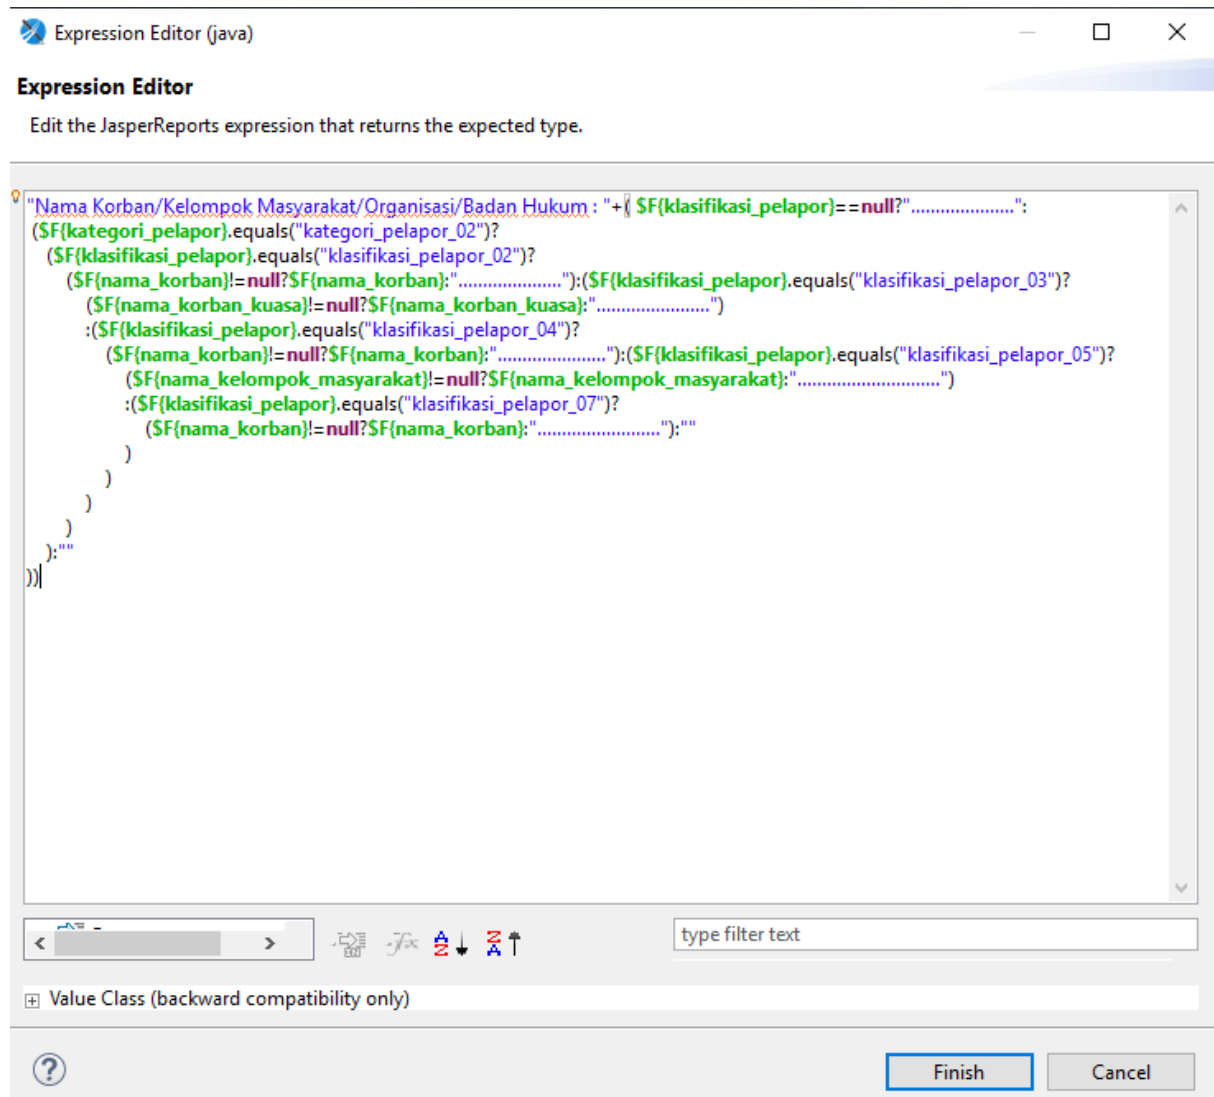 Expression Editor (java)
Expression Editor
Edit the JasperReports expression that returns the expected type.
"Nama Korban/Kelompok Masyarakat/Organisasi/Badan Hukum : "+( $F{klasifikasi_pelapor}==null?".....................":
($F{kategori_pelapor}.equals("kategori_pelapor_02")?
($F{klasifikasi_pelapor}.equals("klasifikasi_pelapor_02")?
($F{nama_korban}!=null?$F{nama_korban}:"....................."):($F{klasifikasi_pelapor}.equals("klasifikasi_pelapor_03")?
($F{nama_korban_kuasa}!=null?$F{nama_korban_kuasa}:".......................")
:($F{klasifikasi_pelapor}.equals("klasifikasi_pelapor_04")?
($F{nama_korban}!=null?$F{nama_korban}:"......................"):($F{klasifikasi_pelapor}.equals("klasifikasi_pelapor_05")?
($F{nama_kelompok_masyarakat}!=null?$F{nama_kelompok_masyarakat}:".............................")
:($F{klasifikasi_pelapor}.equals("klasifikasi_pelapor_07")?
($F{nama_korban}!=null?$F{nama_korban}:"........................."):""
)
)
)
)
):""
))
type filter text
Value Class (backward compatibility only)
Finish
Cancel